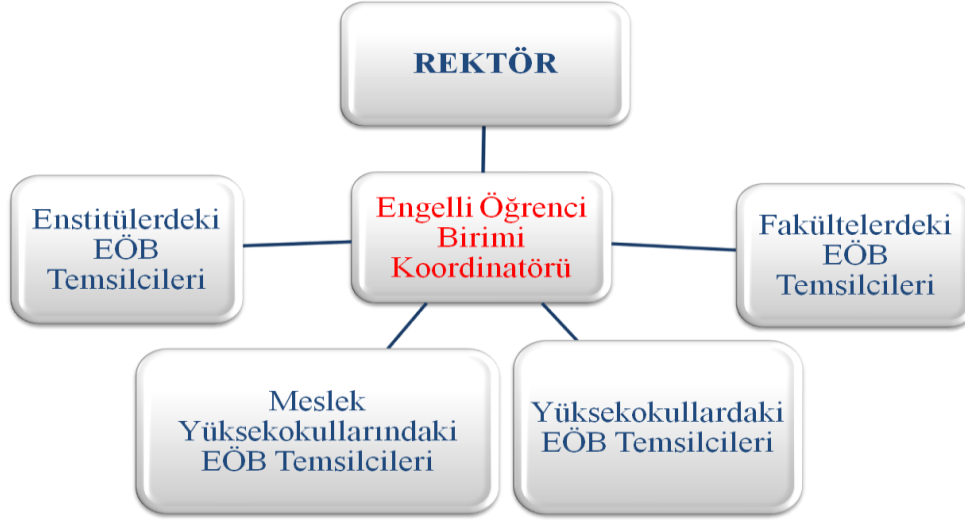 REKTÖR
Engelli Öğrenci
Birimi
Koordinatörü
Enstitülerdeki
EÖB
Temsilcileri
Fakültelerdeki
EÖB
Temsilcileri
Meslek
Yüksekokullarındaki
EÖB Temsilcileri
Yüksekokullardaki
EÖB Temsilcileri